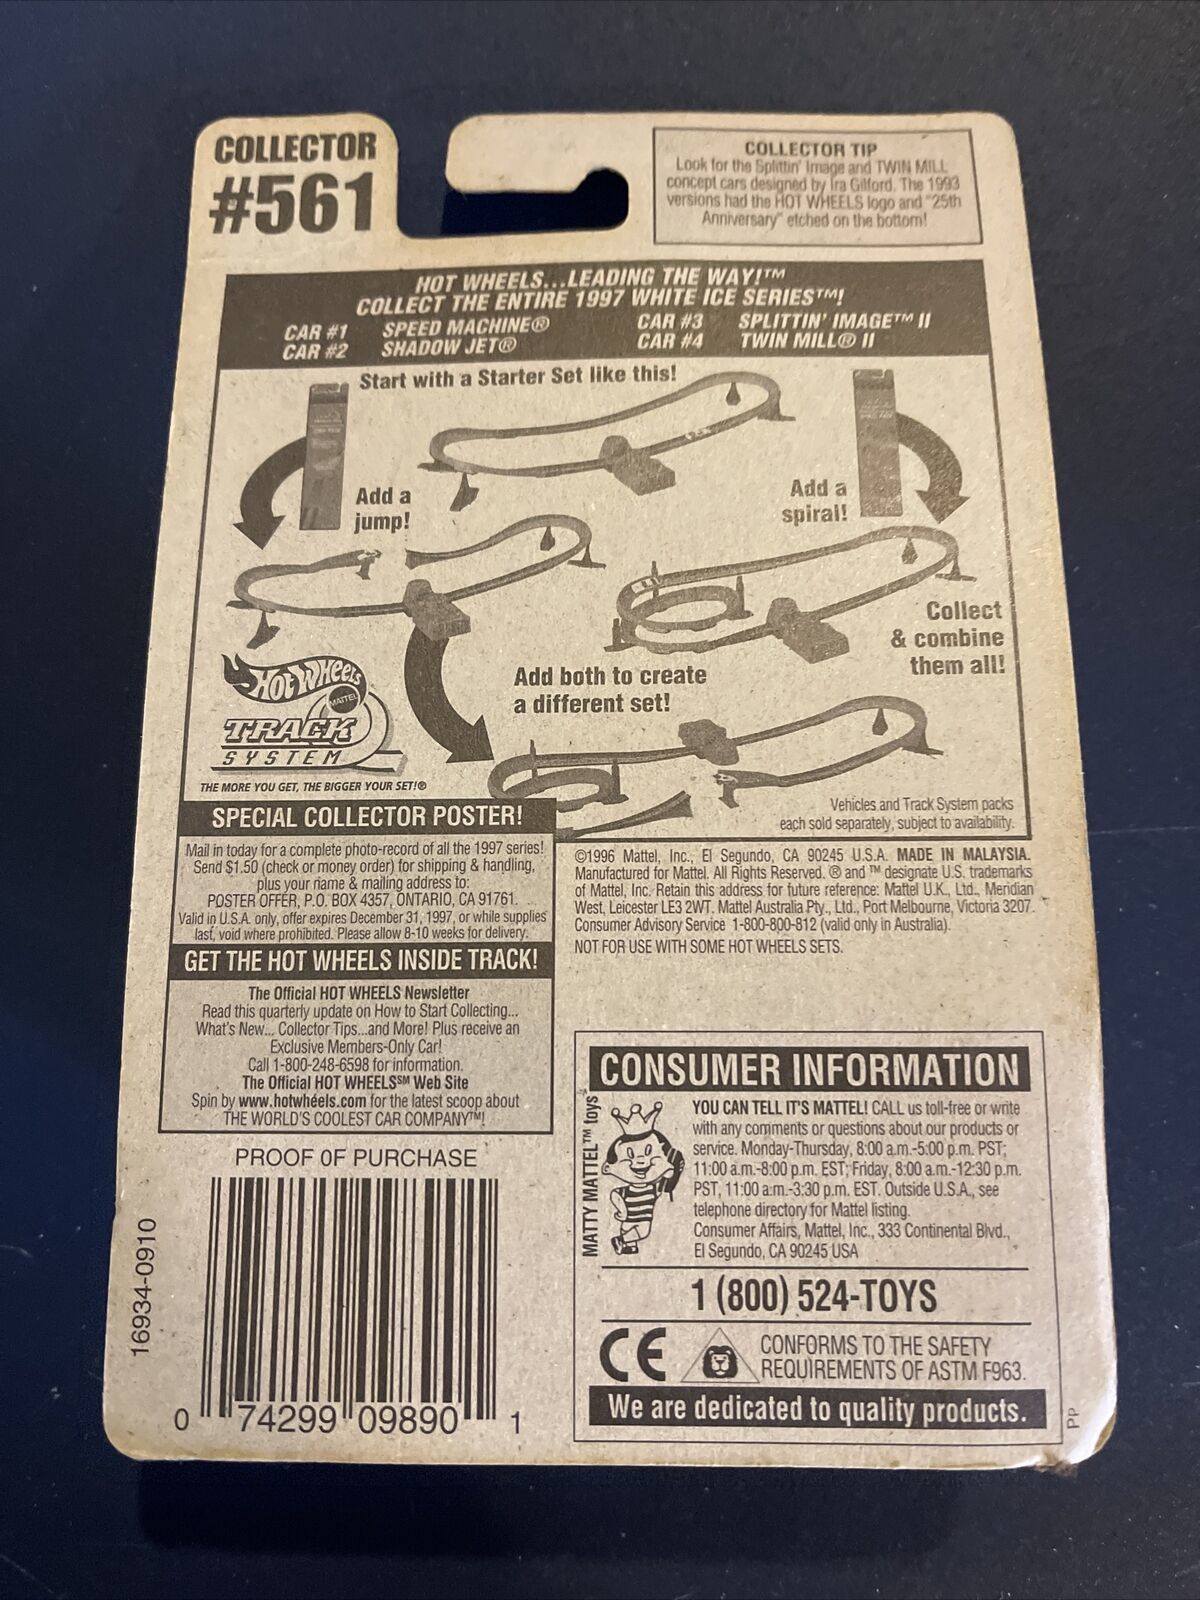 COLLECTOR
#561
COLLECTOR TIP
Look for the Splittin' Image and TWIN MILL
concept cars designed by Ira Gilford. The 1993
versions had the HOT WHEELS logo and "25th
Anniversary" etched on the bottom!
HOT WHEELS...LEADING THE WAY!™
COLLECT THE ENTIRE 1997 WHITE ICE SERIES™!
CAR #1 SPEED MACHINE® CAR #3 SPLITTIN' IMAGE™ II
CAR #2 SHADOW JET® CAR #4 TWIN MILL® II
Start with a Starter Set like this!
Add a
jump!
Add a
spiral!
Collect
& combine
them all!
Add both to create
a different set!
Hot Wheels
MATTEL
TRACK
SYSTEM
THE MORE YOU GET, THE BIGGER YOUR SET!®
Vehicles and Track System packs
each sold separately, subject to availability.
SPECIAL COLLECTOR POSTER!
Mail in today for a complete photo-record of all the 1997 series!
Send $1.50 (check or money order) for shipping & handling,
plus your name & mailing address to:
POSTER OFFER, P.O. BOX 4357, ONTARIO, CA 91761.
Valid in U.S.A. only, offer expires December 31, 1997, or while supplies
last, void where prohibited. Please allow 8-10 weeks for delivery.
GET THE HOT WHEELS INSIDE TRACK!
The Official HOT WHEELS Newsletter
Read this quarterly update on How to Start Collecting...
What's New... Collector Tips...and More! Plus receive an
Exclusive Members-Only Car!
Call 1-800-248-6598 for information.
The Official HOT WHEELS℠ Web Site
Spin by www.hotwheels.com for the latest scoop about
THE WORLD'S COOLEST CAR COMPANY™!
©1996 Mattel, Inc., El Segundo, CA 90245 U.S.A. MADE IN MALAYSIA.
Manufactured for Mattel. All Rights Reserved. ® and ™ designate U.S. trademarks
of Mattel, Inc. Retain this address for future reference: Mattel U.K., Ltd., Meridian
West, Leicester LE3 2WT. Mattel Australia Pty., Ltd., Port Melbourne, Victoria 3207.
Consumer Advisory Service 1-800-800-812 (valid only in Australia).
NOT FOR USE WITH SOME HOT WHEELS SETS.
PROOF OF PURCHASE
16934-0910
0 74299 09890 1
CONSUMER INFORMATION
MATTY MATTEL™ toys
YOU CAN TELL IT'S MATTEL! CALL us toll-free or write
with any comments or questions about our products or
service. Monday-Thursday, 8:00 a.m.-5:00 p.m. PST;
11:00 a.m.-8:00 p.m. EST; Friday, 8:00 a.m.-12:30 p.m.
PST, 11:00 a.m.-3:30 p.m. EST. Outside U.S.A., see
telephone directory for Mattel listing.
Consumer Affairs, Mattel, Inc., 333 Continental Blvd.,
El Segundo, CA 90245 USA
1 (800) 524-TOYS
CE
CONFORMS TO THE SAFETY
REQUIREMENTS OF ASTM F963.
We are dedicated to quality products.
PP